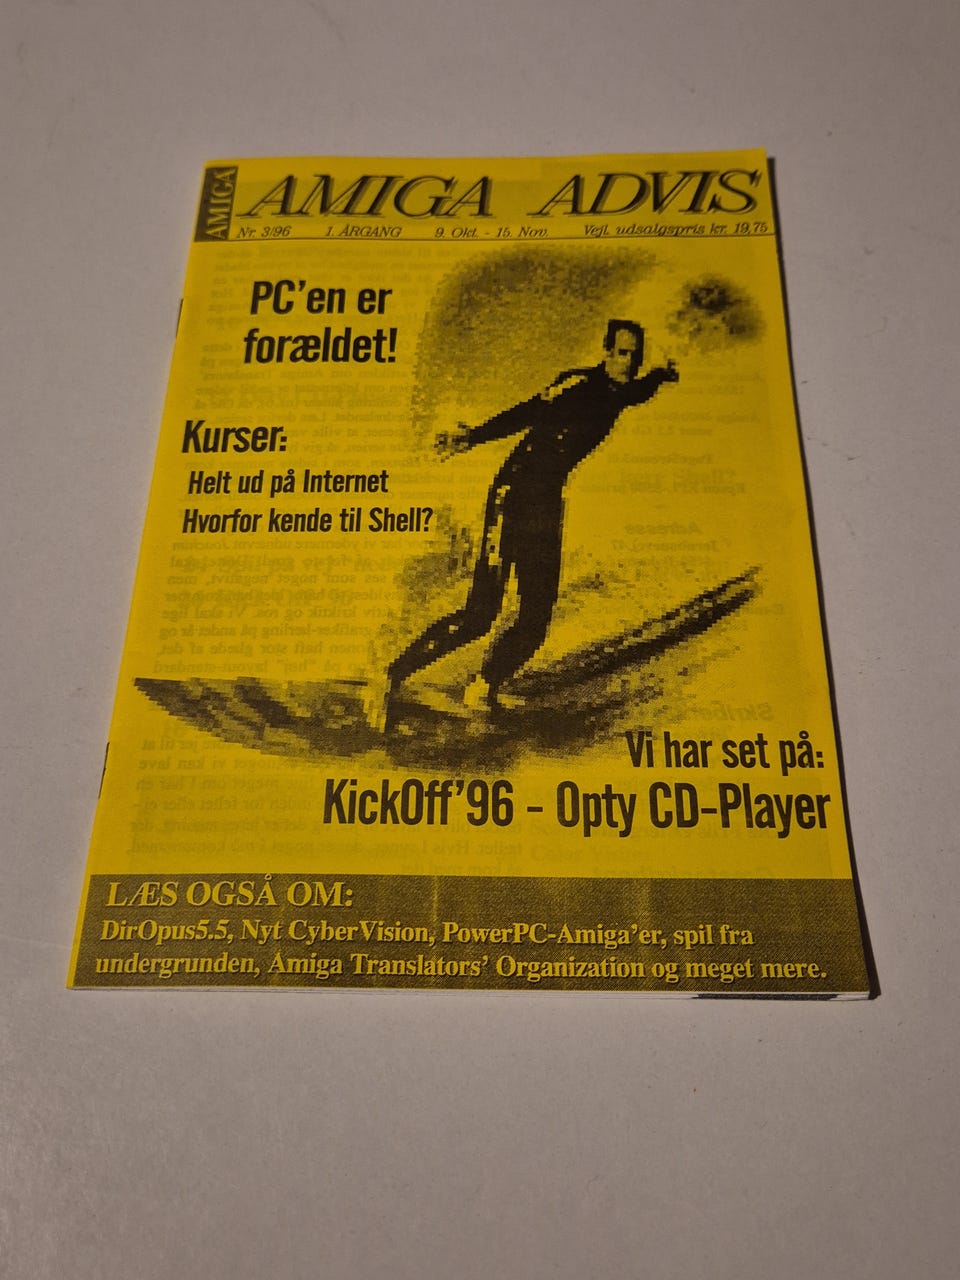 AMIGA
AMIGA ADVIS'
Nr. 3/96 1. ÅRGANG 9. Okt. - 15. Nov. Vejl. udsalgspris kr. 19,75
PC'en er
forældet!
Kurser:
Helt ud på Internet
Hvorfor kende til Shell?
Vi har set på:
KickOff'96 - Opty CD-Player
LÆS OGSÅ OM:
DirOpus5.5, Nyt CyberVision, PowerPC-Amiga'er, spil fra
undergrunden, Amiga Translators' Organization og meget mere.